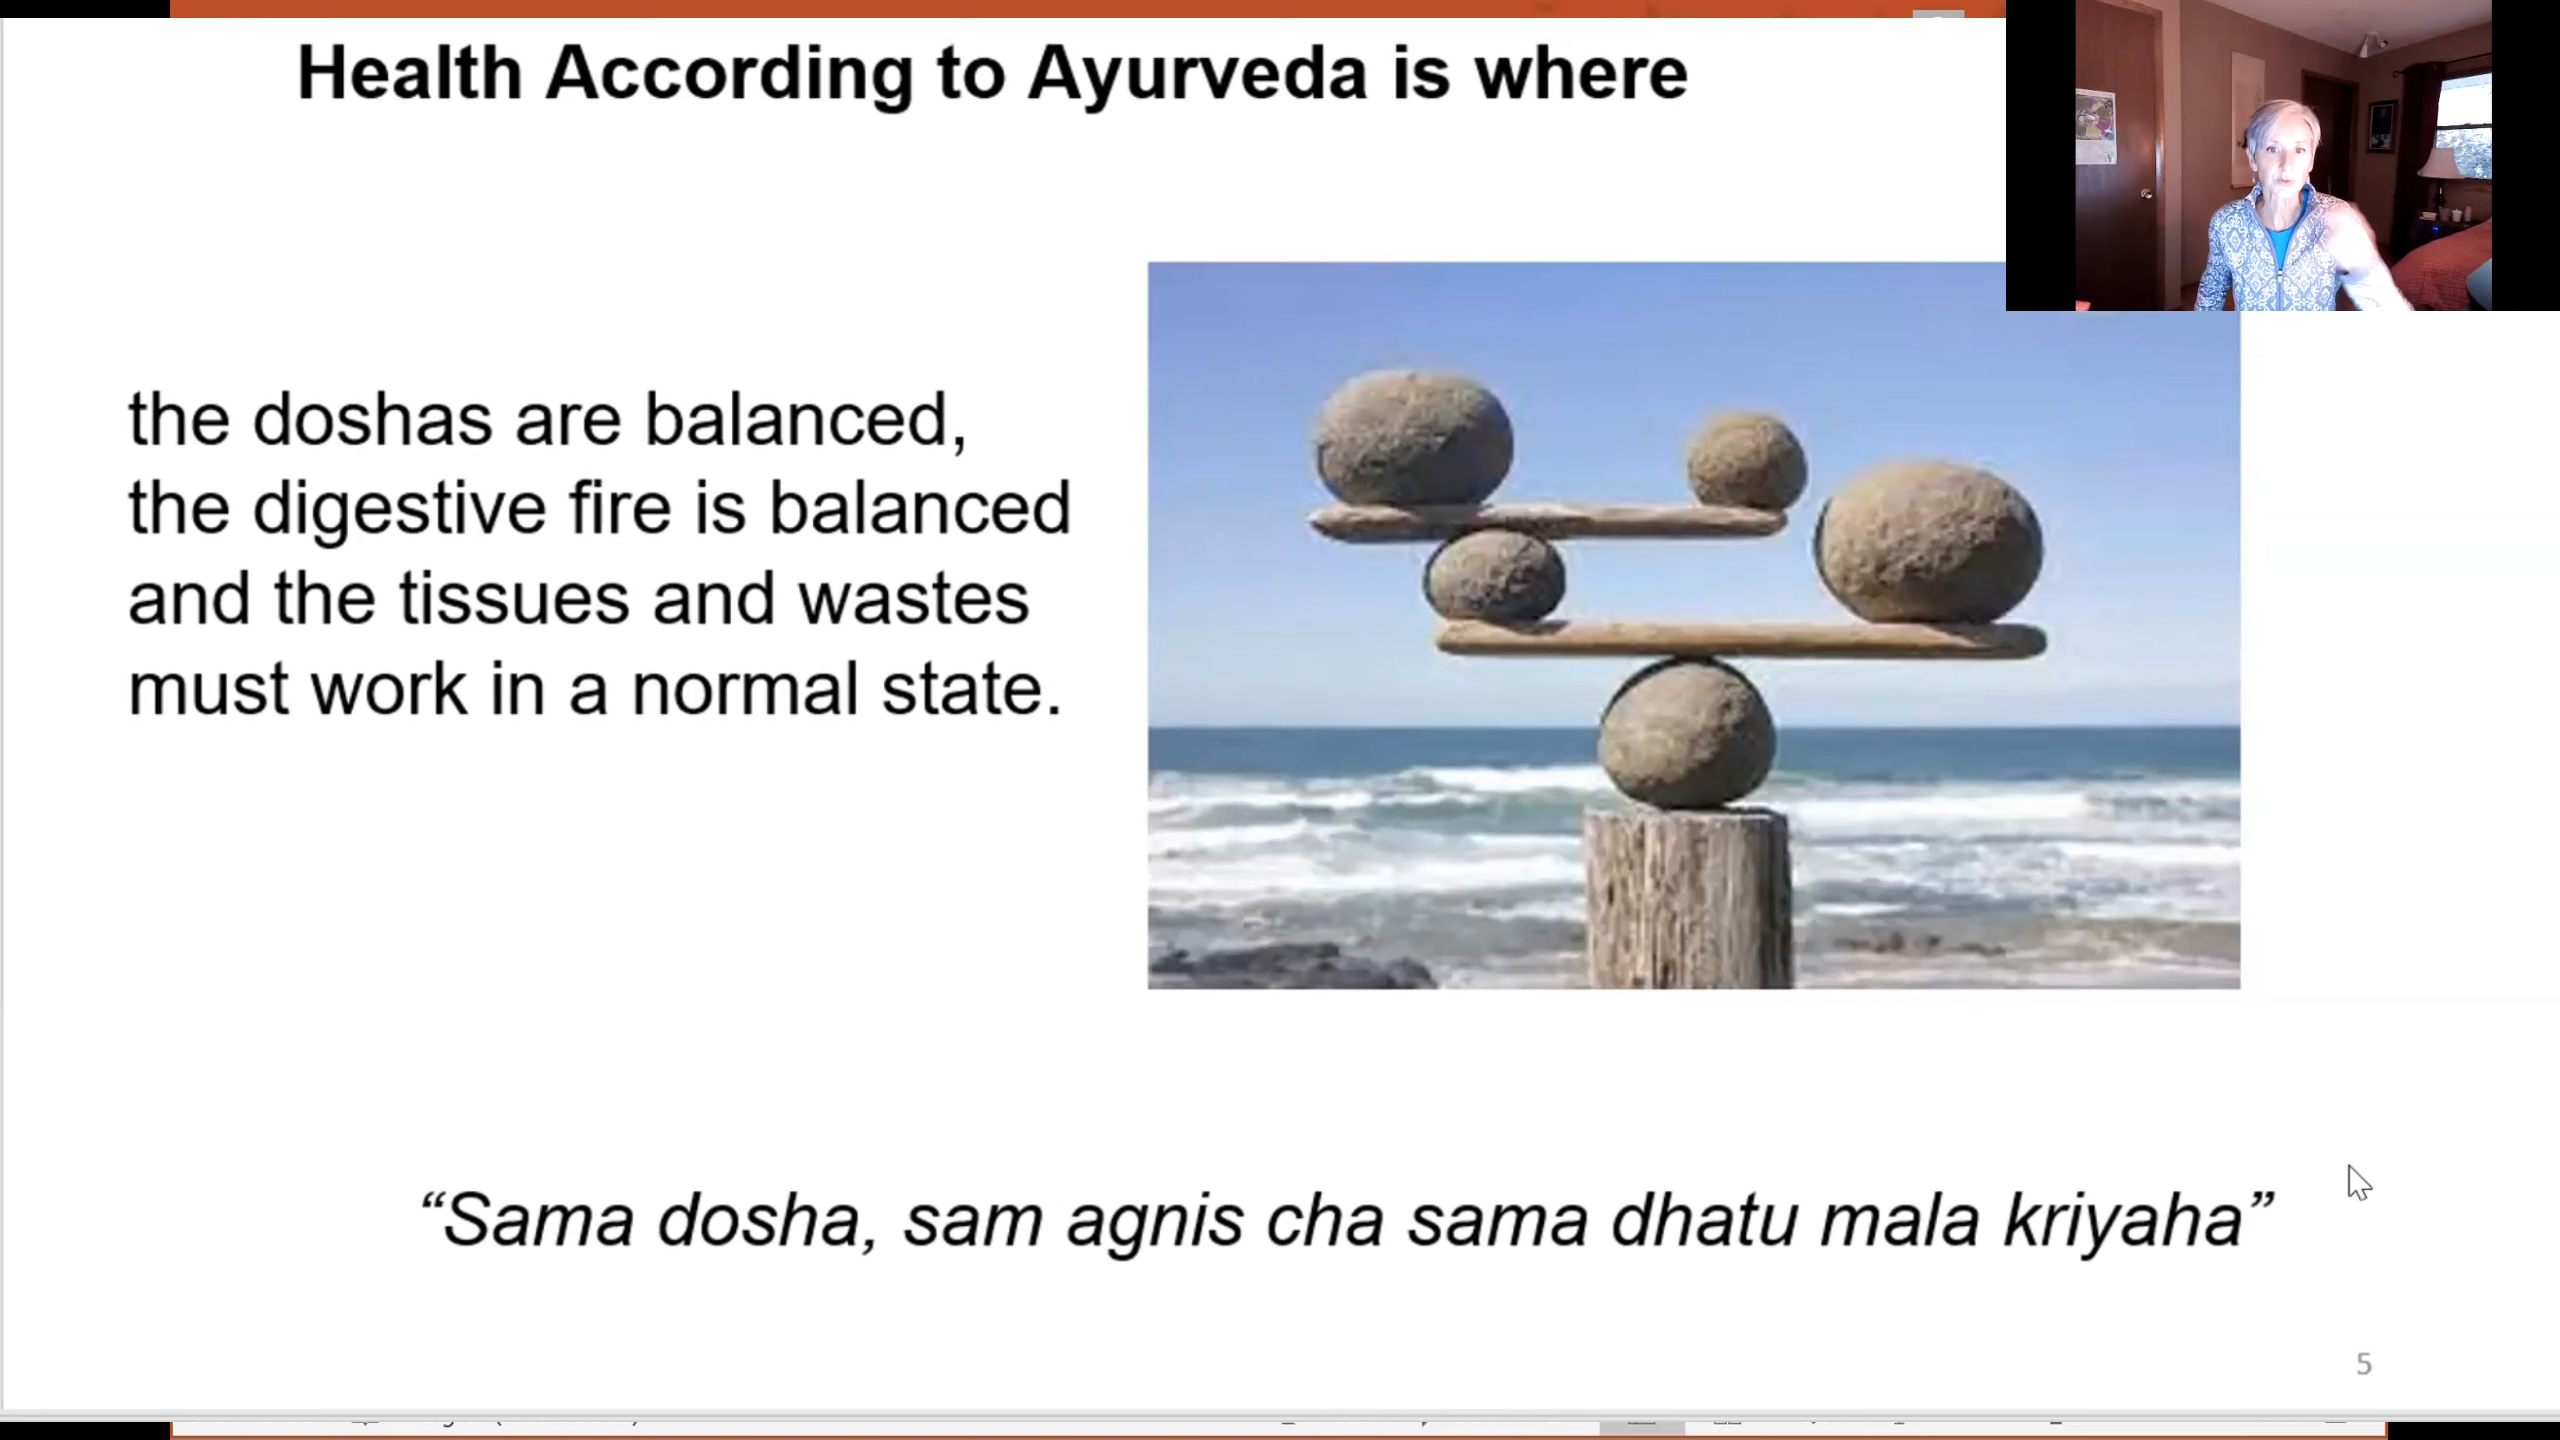 Health According to Ayurveda is where
the doshas are balanced,
the digestive fire is balanced
and the tissues and wastes
must work in a normal state.
“Sama dosha, sam agnis cha sama dhatu mala kriyaha”
5